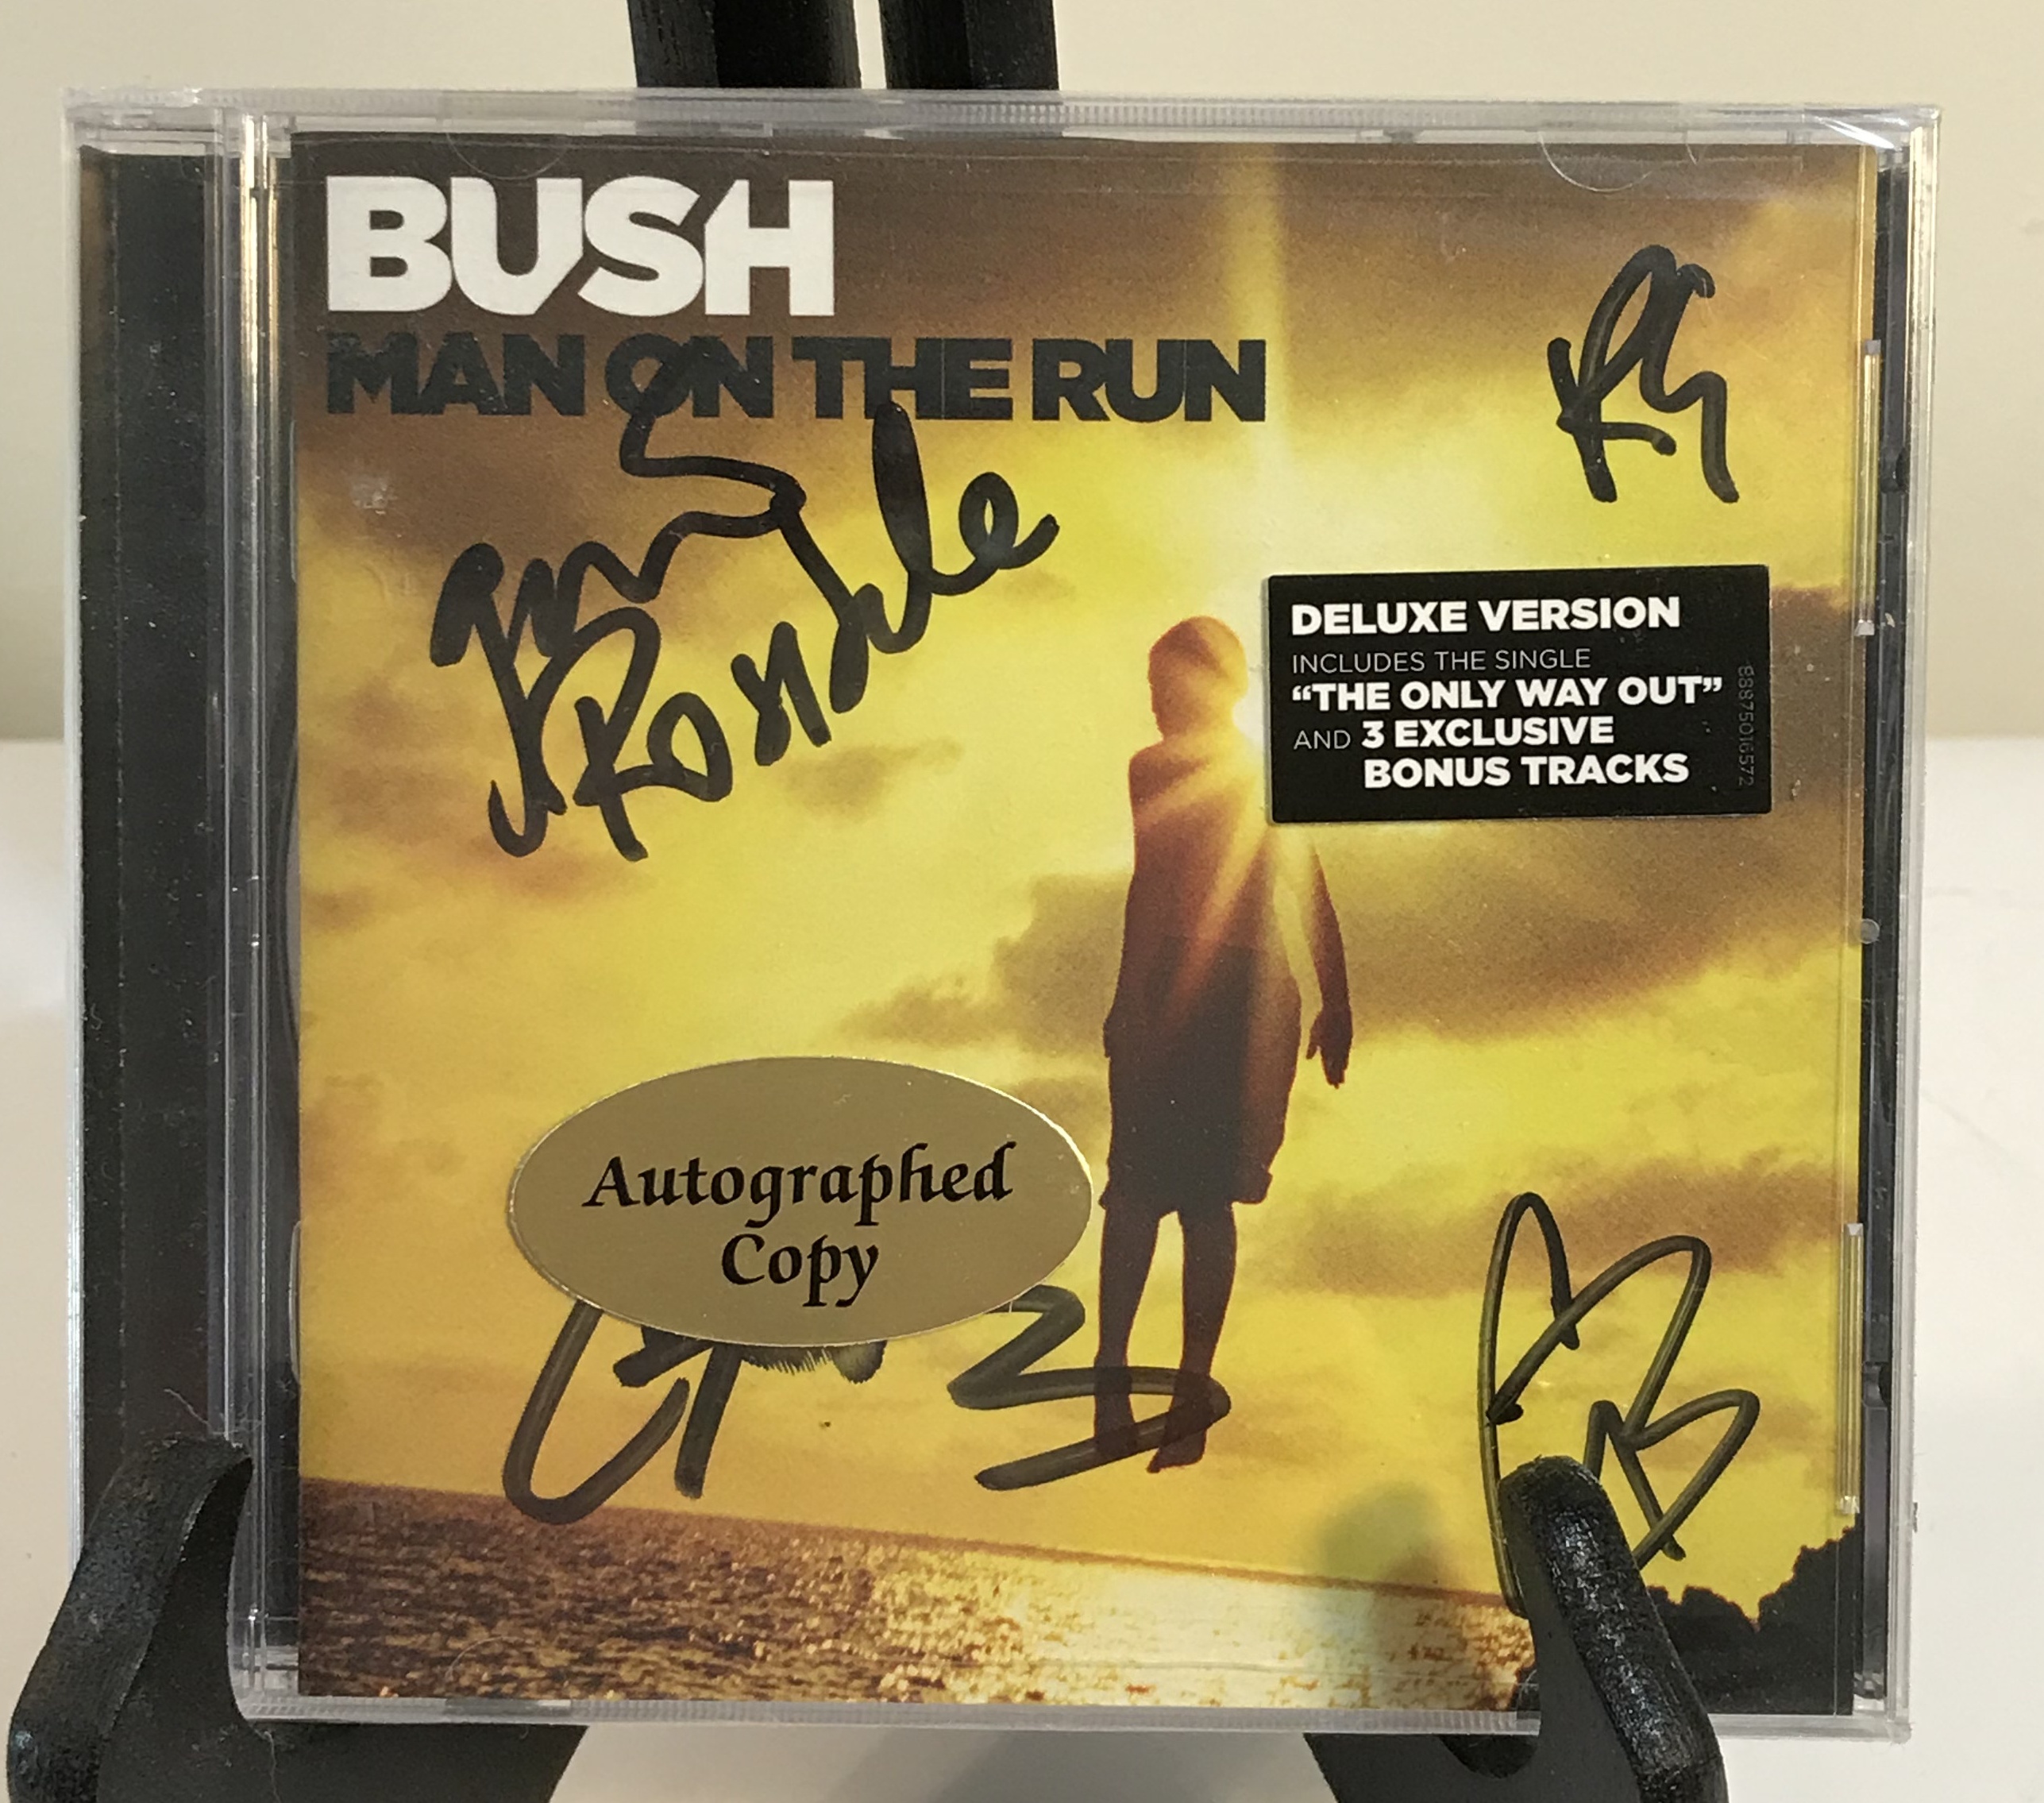 BUSH
MAN ON THE RUN
DELUXE VERSION
INCLUDES THE SINGLE
“THE ONLY WAY OUT”
AND 3 EXCLUSIVE
BONUS TRACKS
88875016572
Autographed
Copy